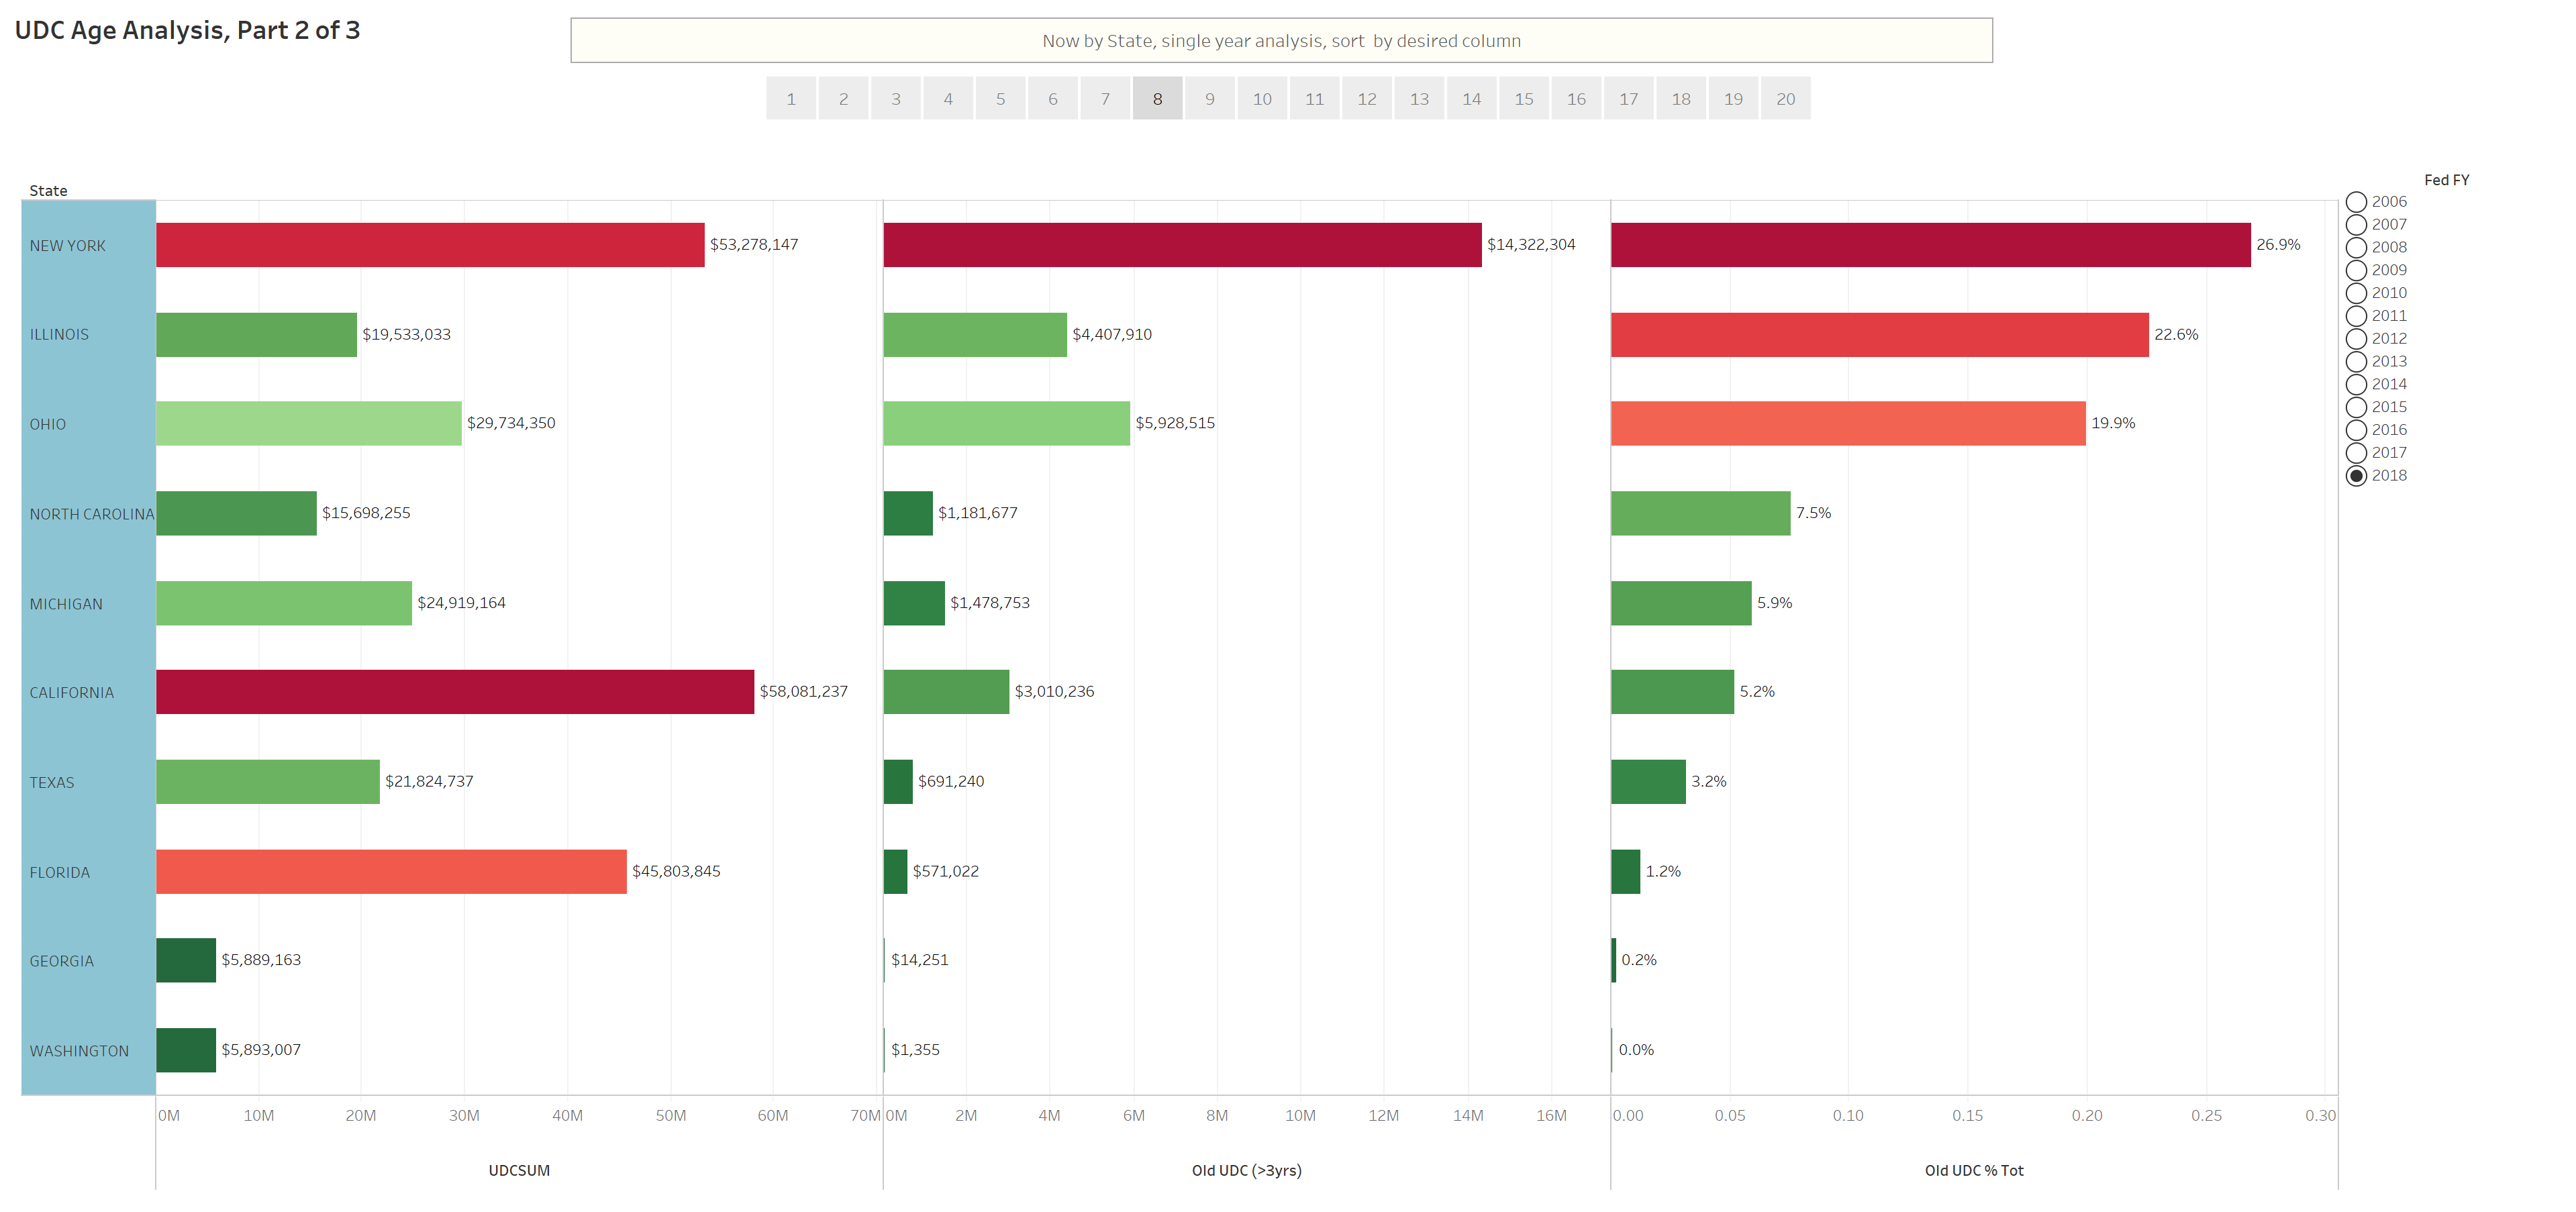 UDC Age Analysis, Part 2 of 3
Now by State, single year analysis, sort  by desired column
1 2 3 4 5 6 7 8 9 10 11 12 13 14 15 16 17 18 19 20
State
Fed FY
2006
2007
2008
2009
2010
2011
2012
2013
2014
2015
2016
2017
2018
NEW YORK $53,278,147 $14,322,304 26.9%
ILLINOIS $19,533,033 $4,407,910 22.6%
OHIO $29,734,350 $5,928,515 19.9%
NORTH CAROLINA $15,698,255 $1,181,677 7.5%
MICHIGAN $24,919,164 $1,478,753 5.9%
CALIFORNIA $58,081,237 $3,010,236 5.2%
TEXAS $21,824,737 $691,240 3.2%
FLORIDA $45,803,845 $571,022 1.2%
GEORGIA $5,889,163 $14,251 0.2%
WASHINGTON $5,893,007 $1,355 0.0%
0M 10M 20M 30M 40M 50M 60M 70M 0M 2M 4M 6M 8M 10M 12M 14M 16M 0.00 0.05 0.10 0.15 0.20 0.25 0.30
UDCSUM Old UDC (>3yrs) Old UDC % Tot